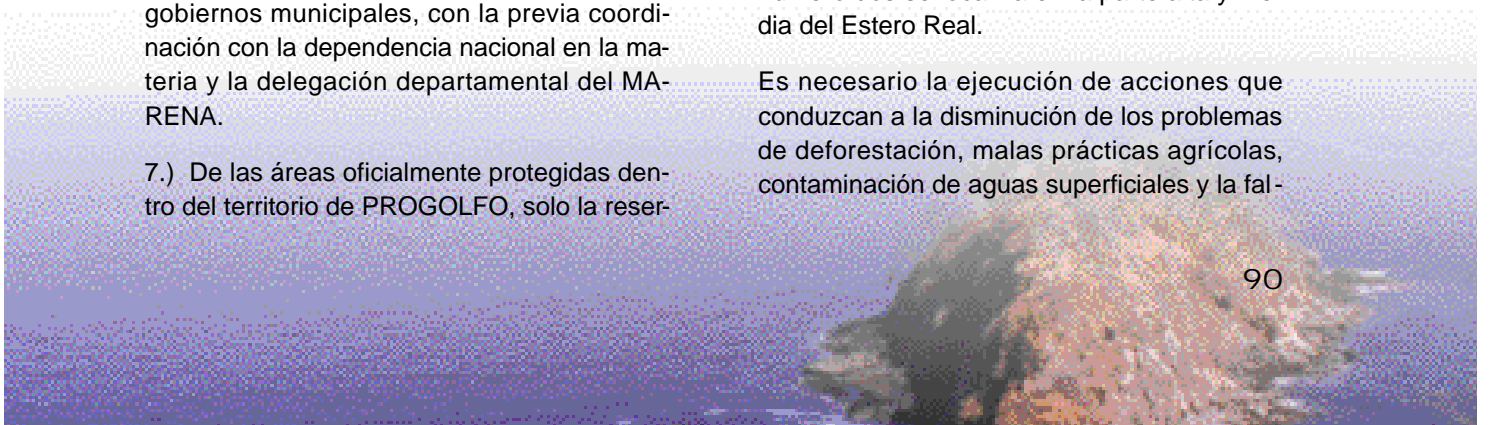 gobiernos municipales, con la previa coordi-
nación con la dependencia nacional en la ma-
teria y la delegación departamental del MA-
RENA.
7.) De las áreas oficialmente protegidas den-
tro del territorio de PROGOLFO, solo la reser-
dia del Estero Real.
Es necesario la ejecución de acciones que
conduzcan a la disminución de los problemas
de deforestación, malas prácticas agrícolas,
contaminación de aguas superficiales y la fal-
90